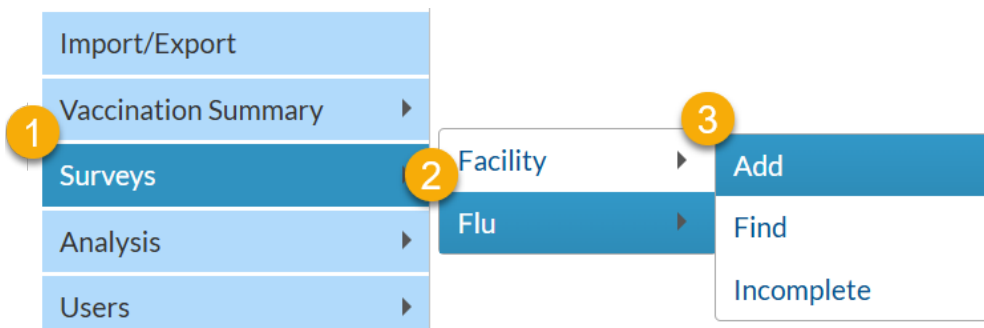 Import/Export
Vaccination Summary
1
Surveys
Analysis
Users
2
Facility
Flu
3
Add
Find
Incomplete